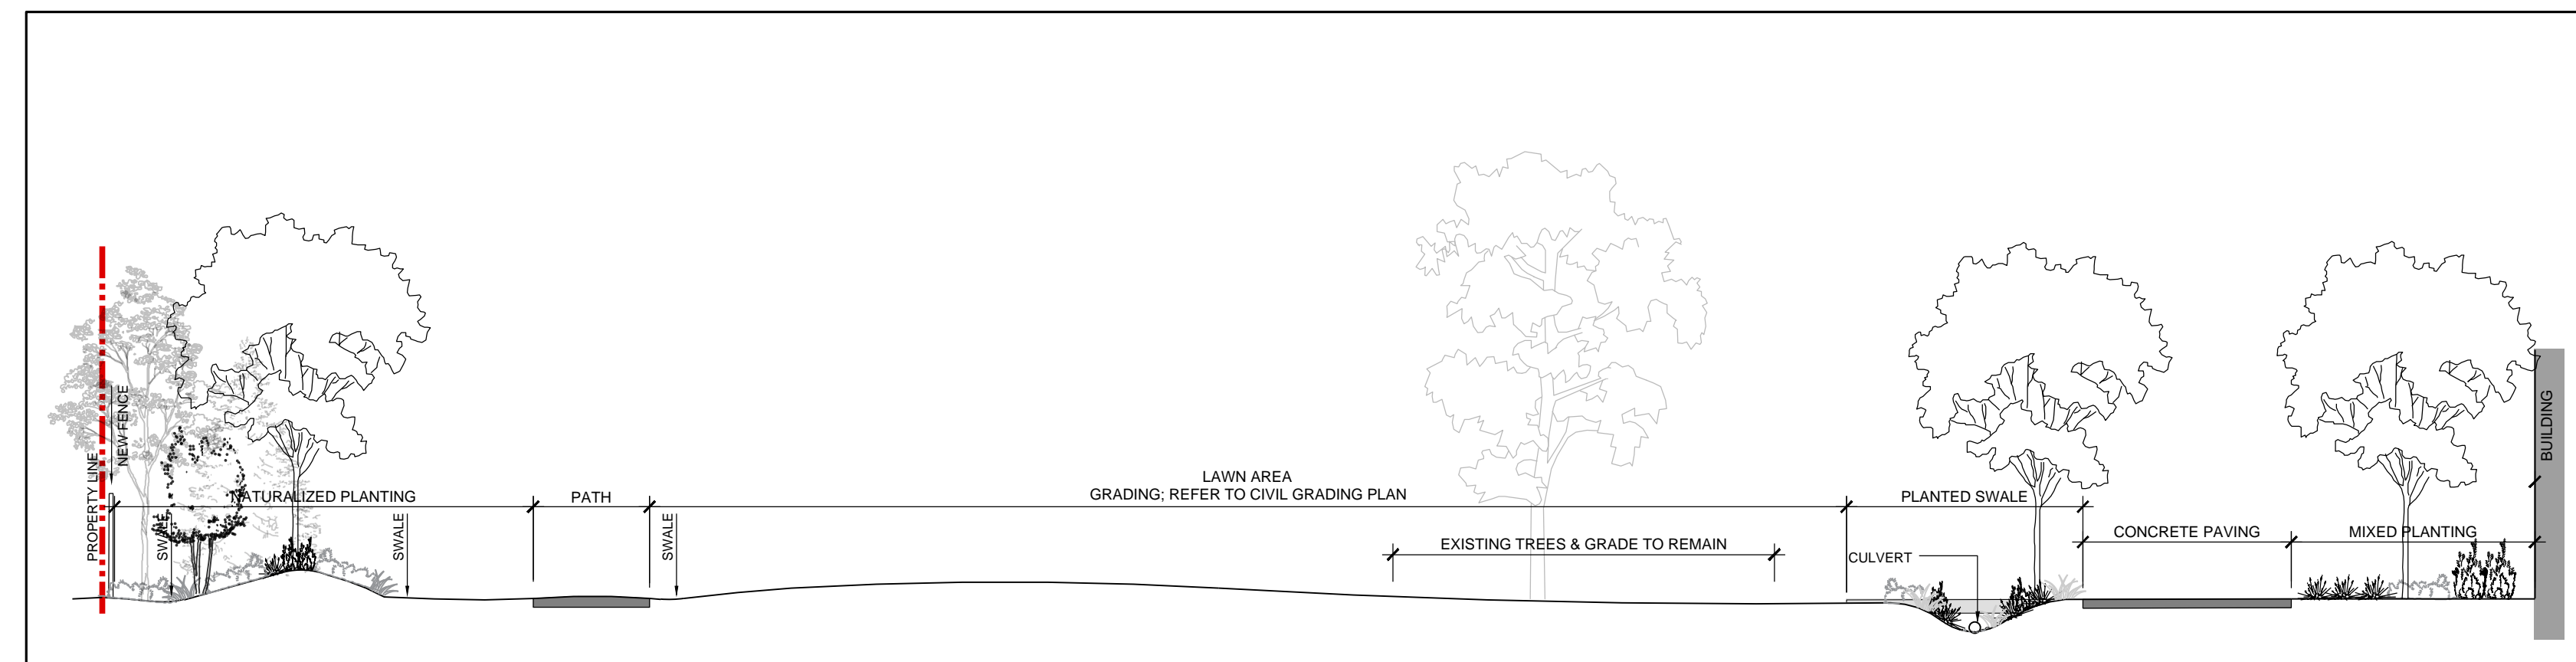 PROPERTY LINE
NEW FENCE
NATURALIZED PLANTING
SWALE
SWALE
PATH
SWALE
LAWN AREA
GRADING; REFER TO CIVIL GRADING PLAN
EXISTING TREES & GRADE TO REMAIN
PLANTED SWALE
CULVERT
CONCRETE PAVING
MIXED PLANTING
BUILDING